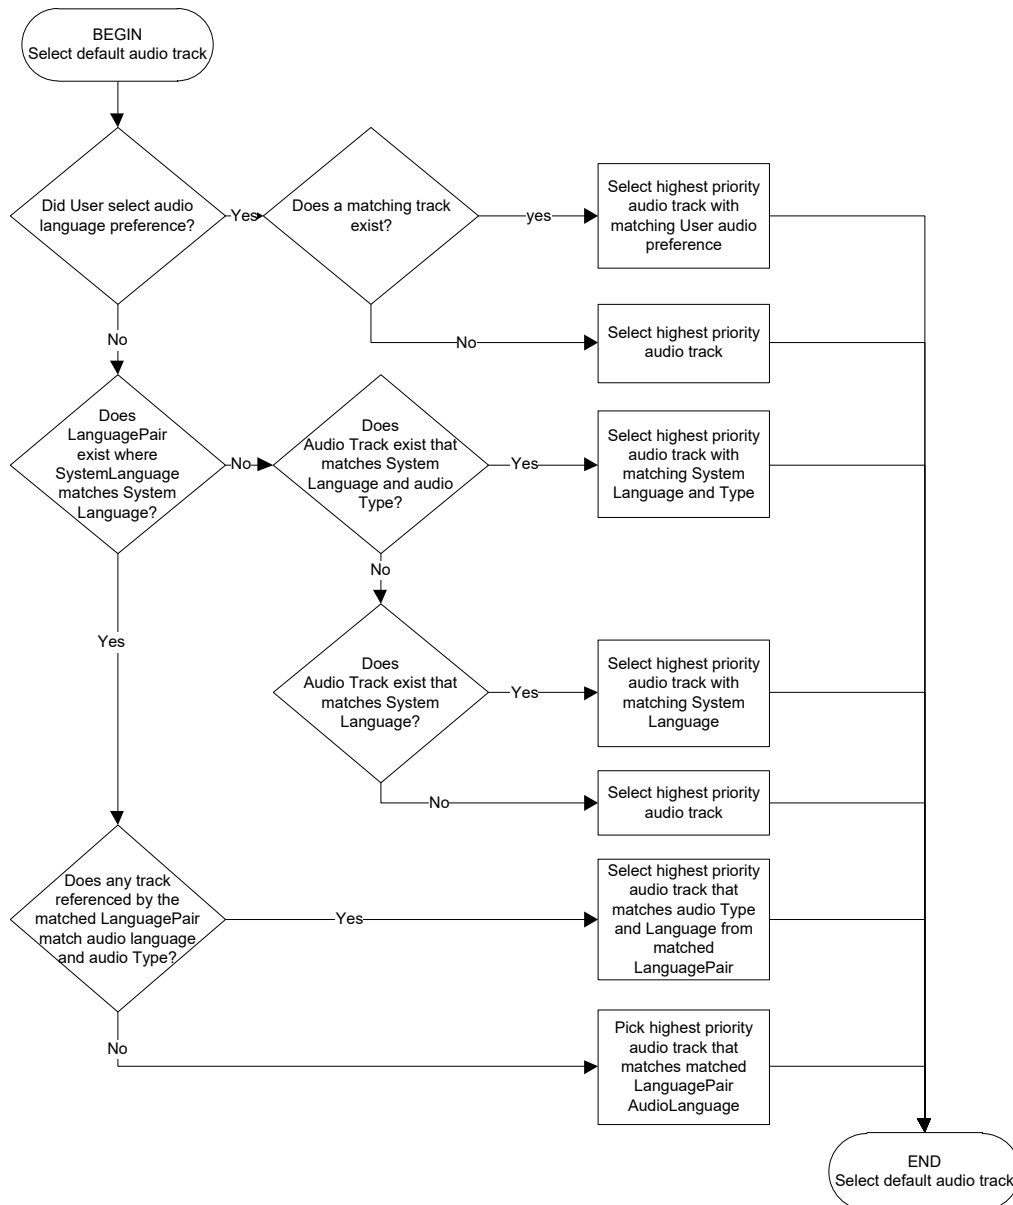 BEGIN
Select default audio track
Did User select audio
language preference?
Yes
Does a matching track
exist?
yes
Select highest priority
audio track with
matching User audio
preference
No
Select highest priority
audio track
No
Does
LanguagePair
exist where
SystemLanguage
matches System
Language?
No
Does
Audio Track exist that
matches System
Language and audio
Type?
Yes
Select highest priority
audio track with
matching System
Language and Type
No
Yes
Does
Audio Track exist that
matches System
Language?
Yes
Select highest priority
audio track with
matching System
Language
No
Select highest priority
audio track
Does any track
referenced by the
matched LanguagePair
match audio language
and audio Type?
Yes
Select highest priority
audio track that
matches audio Type
and Language from
matched
LanguagePair
No
Pick highest priority
audio track that
matches matched
LanguagePair
AudioLanguage
END
Select default audio track